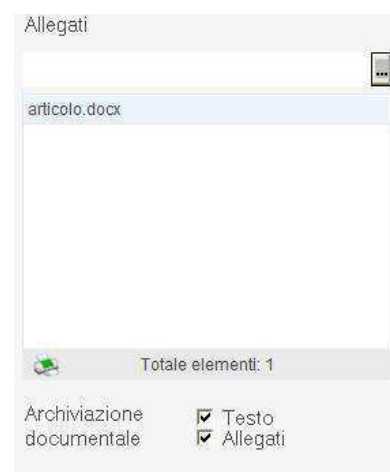 Allegati
...
articolo.docx
Totale elementi: 1
Archiviazione Testo
documentale Allegati